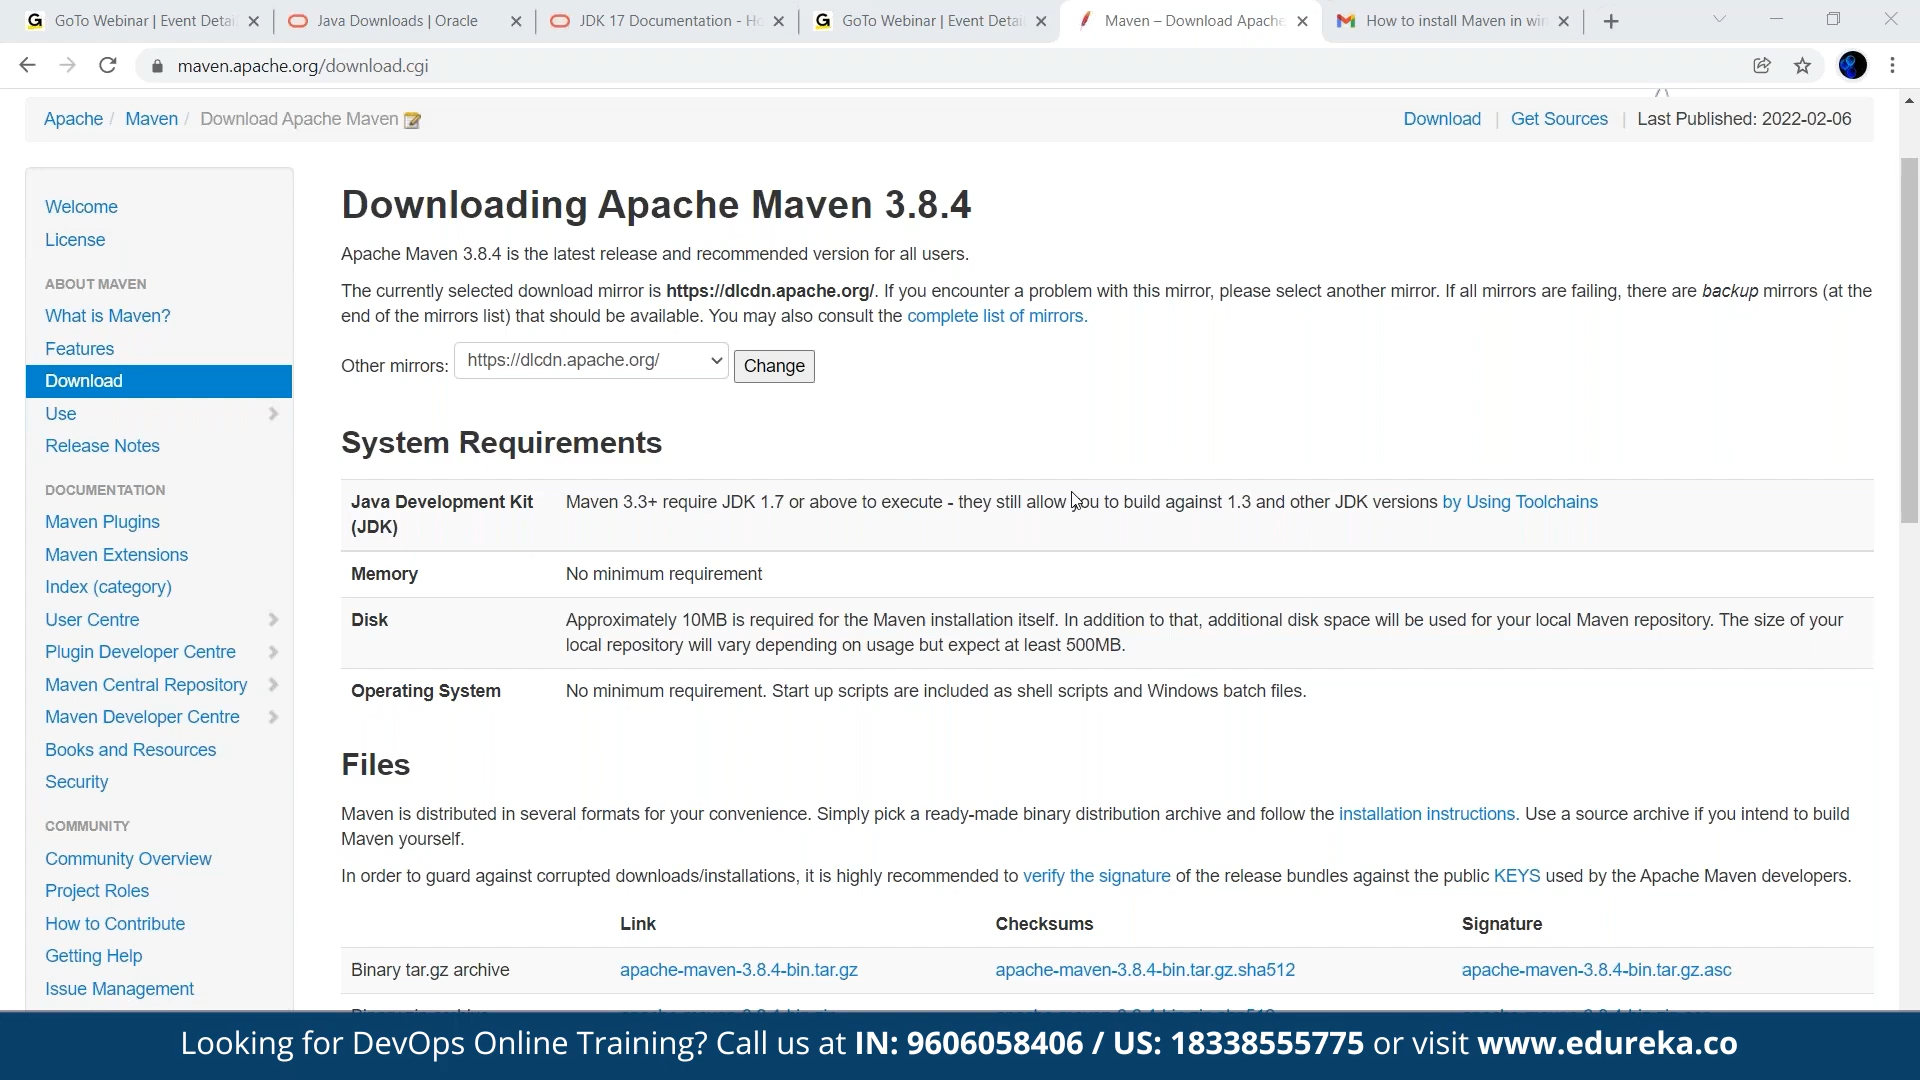 GoTo Webinar | Event Detai
Java Downloads | Oracle
JDK 17 Documentation - Ho
GoTo Webinar | Event Detai
Maven – Download Apache
How to install Maven in win
maven.apache.org/download.cgi
Apache / Maven / Download Apache Maven
Download | Get Sources | Last Published: 2022-02-06
Welcome
License
ABOUT MAVEN
What is Maven?
Features
Download
Use
Release Notes
DOCUMENTATION
Maven Plugins
Maven Extensions
Index (category)
User Centre
Plugin Developer Centre
Maven Central Repository
Maven Developer Centre
Books and Resources
Security
COMMUNITY
Community Overview
Project Roles
How to Contribute
Getting Help
Issue Management
Downloading Apache Maven 3.8.4
Apache Maven 3.8.4 is the latest release and recommended version for all users.
The currently selected download mirror is https://dlcdn.apache.org/. If you encounter a problem with this mirror, please select another mirror. If all mirrors are failing, there are backup mirrors (at the
end of the mirrors list) that should be available. You may also consult the complete list of mirrors.
Other mirrors: https://dlcdn.apache.org/ Change
System Requirements
Java Development Kit Maven 3.3+ require JDK 1.7 or above to execute - they still allow you to build against 1.3 and other JDK versions by Using Toolchains
(JDK)
Memory No minimum requirement
Disk Approximately 10MB is required for the Maven installation itself. In addition to that, additional disk space will be used for your local Maven repository. The size of your
local repository will vary depending on usage but expect at least 500MB.
Operating System No minimum requirement. Start up scripts are included as shell scripts and Windows batch files.
Files
Maven is distributed in several formats for your convenience. Simply pick a ready-made binary distribution archive and follow the installation instructions. Use a source archive if you intend to build
Maven yourself.
In order to guard against corrupted downloads/installations, it is highly recommended to verify the signature of the release bundles against the public KEYS used by the Apache Maven developers.
Link Checksums Signature
Binary tar.gz archive apache-maven-3.8.4-bin.tar.gz apache-maven-3.8.4-bin.tar.gz.sha512 apache-maven-3.8.4-bin.tar.gz.asc
Looking for DevOps Online Training? Call us at IN: 9606058406 / US: 18338555775 or visit www.edureka.co